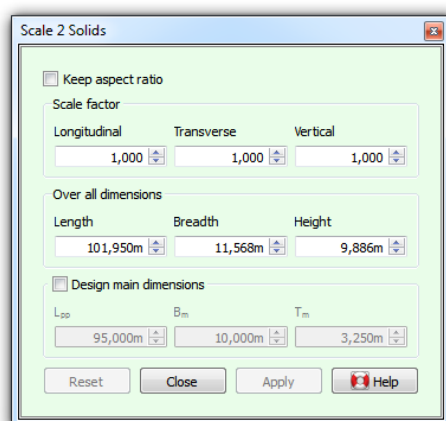 Scale 2 Solids
Keep aspect ratio
Scale factor
Longitudinal Transverse Vertical
1,000 1,000 1,000
Over all dimensions
Length Breadth Height
101,950m 11,568m 9,886m
Design main dimensions
Lpp Bm Tm
95,000m 10,000m 3,250m
Reset Close Apply Help